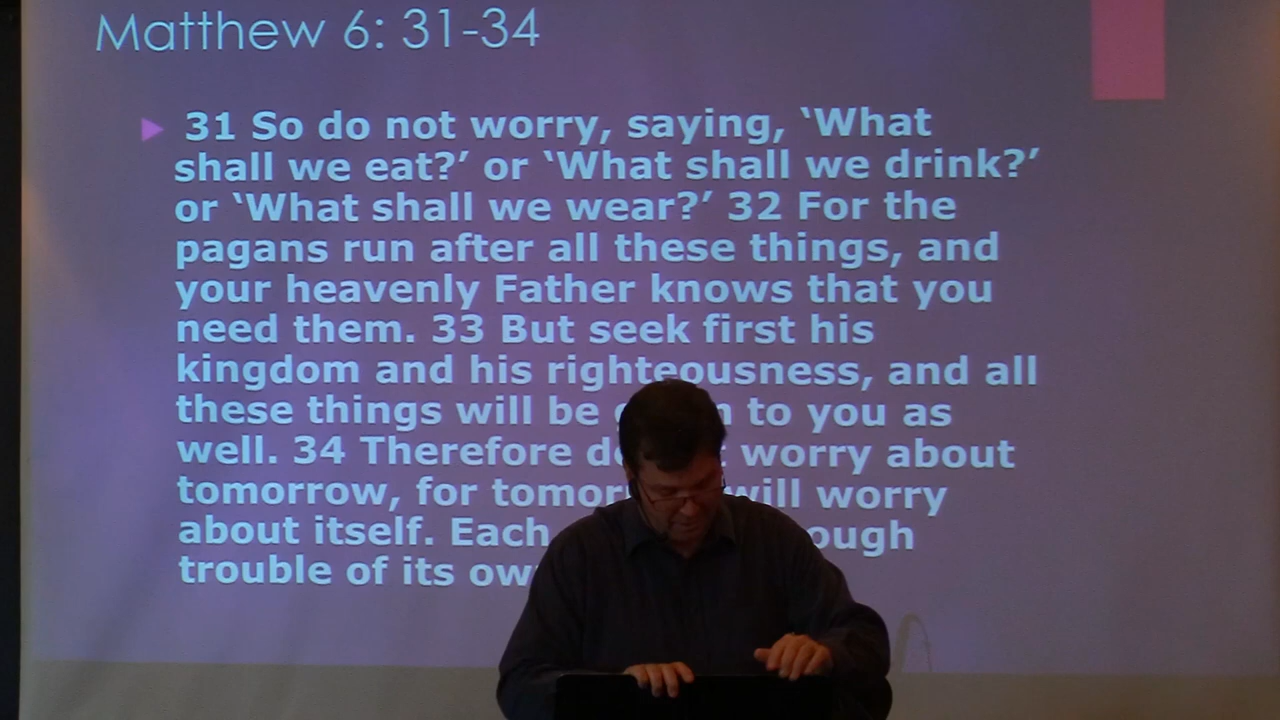 Matthew 6: 31-34
31 So do not worry, saying, ‘What
shall we eat?’ or ‘What shall we drink?’
or ‘What shall we wear?’ 32 For the
pagans run after all these things, and
your heavenly Father knows that you
need them. 33 But seek first his
kingdom and his righteousness, and all
these things will be to you as
well. 34 Therefore worry about
tomorrow, for will worry
about itself. Each
trouble of its